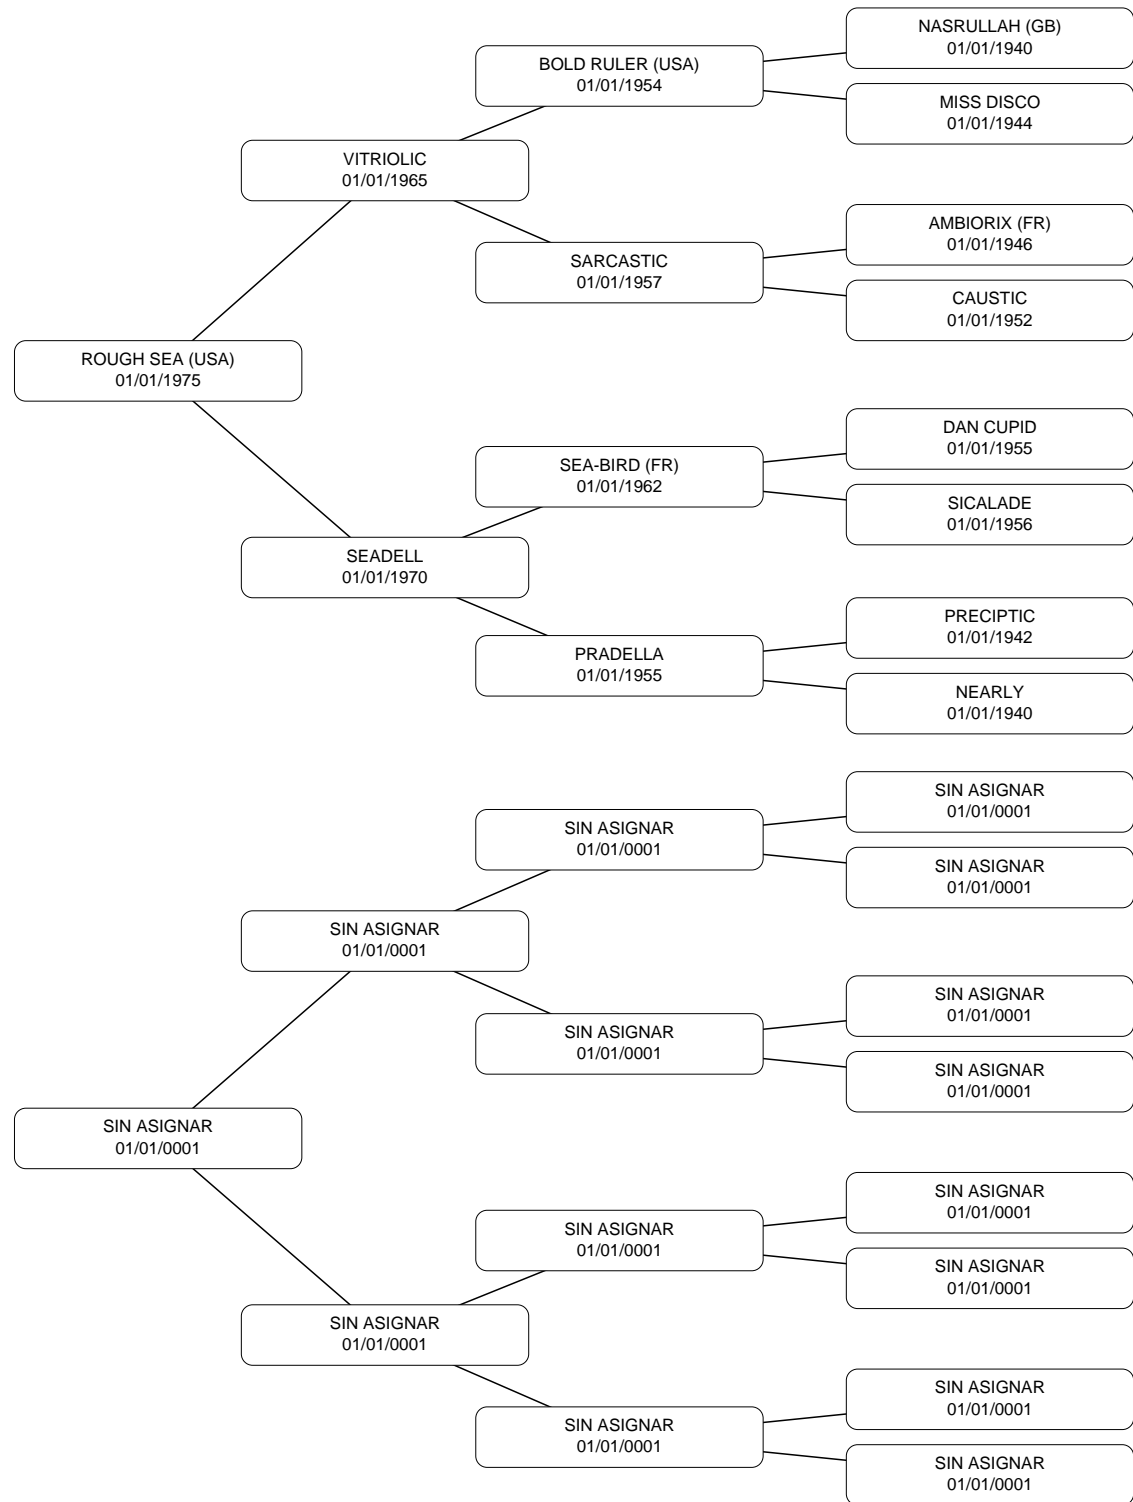 NASRULLAH (GB)
01/01/1940
BOLD RULER (USA)
01/01/1954
MISS DISCO
01/01/1944
VITRIOLIC
01/01/1965
AMBIORIX (FR)
01/01/1946
SARCASTIC
01/01/1957
CAUSTIC
01/01/1952
ROUGH SEA (USA)
01/01/1975
DAN CUPID
01/01/1955
SEA-BIRD (FR)
01/01/1962
SICALADE
01/01/1956
SEADELL
01/01/1970
PRECIPTIC
01/01/1942
PRADELLA
01/01/1955
NEARLY
01/01/1940
SIN ASIGNAR
01/01/0001
SIN ASIGNAR
01/01/0001
SIN ASIGNAR
01/01/0001
SIN ASIGNAR
01/01/0001
SIN ASIGNAR
01/01/0001
SIN ASIGNAR
01/01/0001
SIN ASIGNAR
01/01/0001
SIN ASIGNAR
01/01/0001
SIN ASIGNAR
01/01/0001
SIN ASIGNAR
01/01/0001
SIN ASIGNAR
01/01/0001
SIN ASIGNAR
01/01/0001
SIN ASIGNAR
01/01/0001
SIN ASIGNAR
01/01/0001
SIN ASIGNAR
01/01/0001